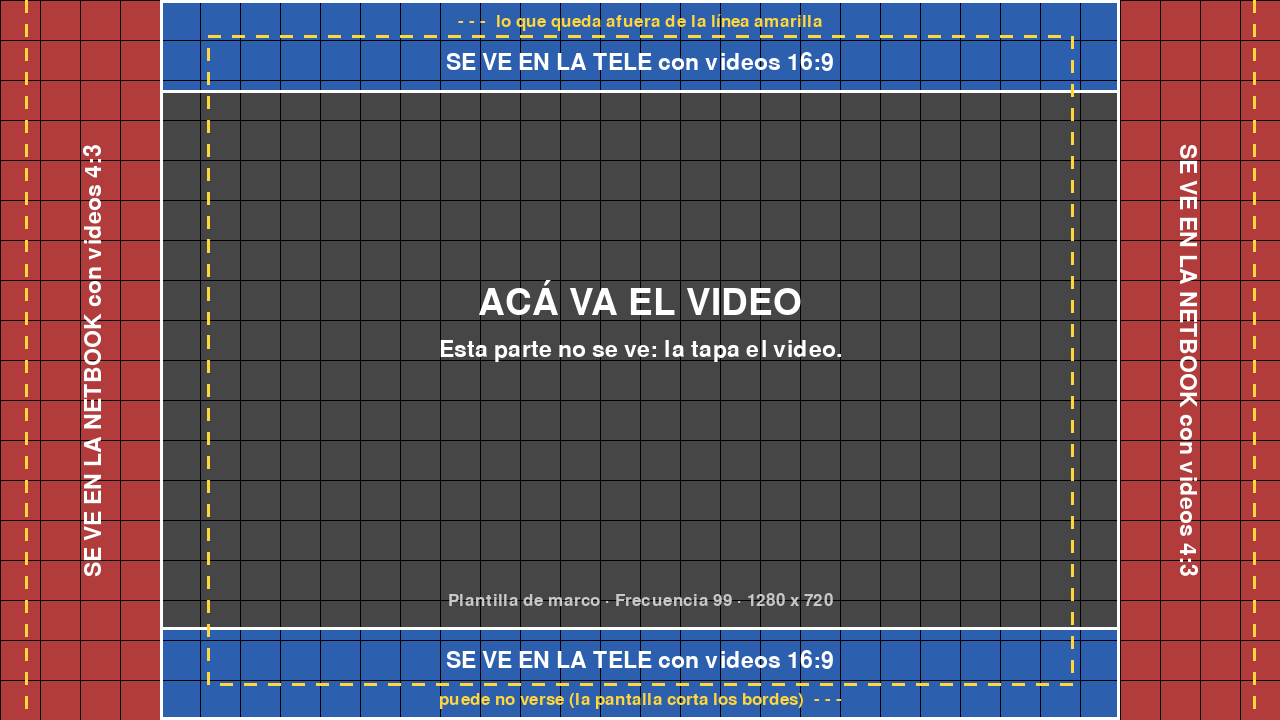 - - - lo que queda afuera de la línea amarilla
SE VE EN LA TELE con videos 16:9
SE VE EN LA NETBOOK con videos 4:3
SE VE EN LA NETBOOK con videos 4:3
ACÁ VA EL VIDEO
Esta parte no se ve: la tapa el video.
Plantilla de marco · Frecuencia 99 · 1280 x 720
SE VE EN LA TELE con videos 16:9
puede no verse (la pantalla corta los bordes) - - -